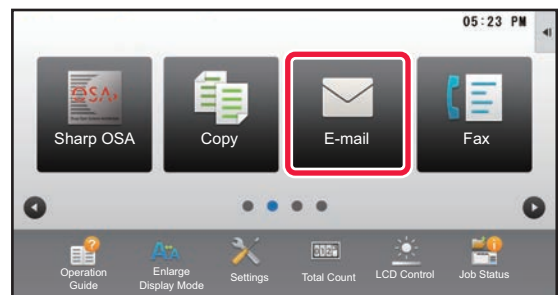 05:23 PM
OSA
Sharp OSA
Copy
E-mail
Fax
Operation Guide
Enlarge Display Mode
Settings
Total Count
LCD Control
Job Status